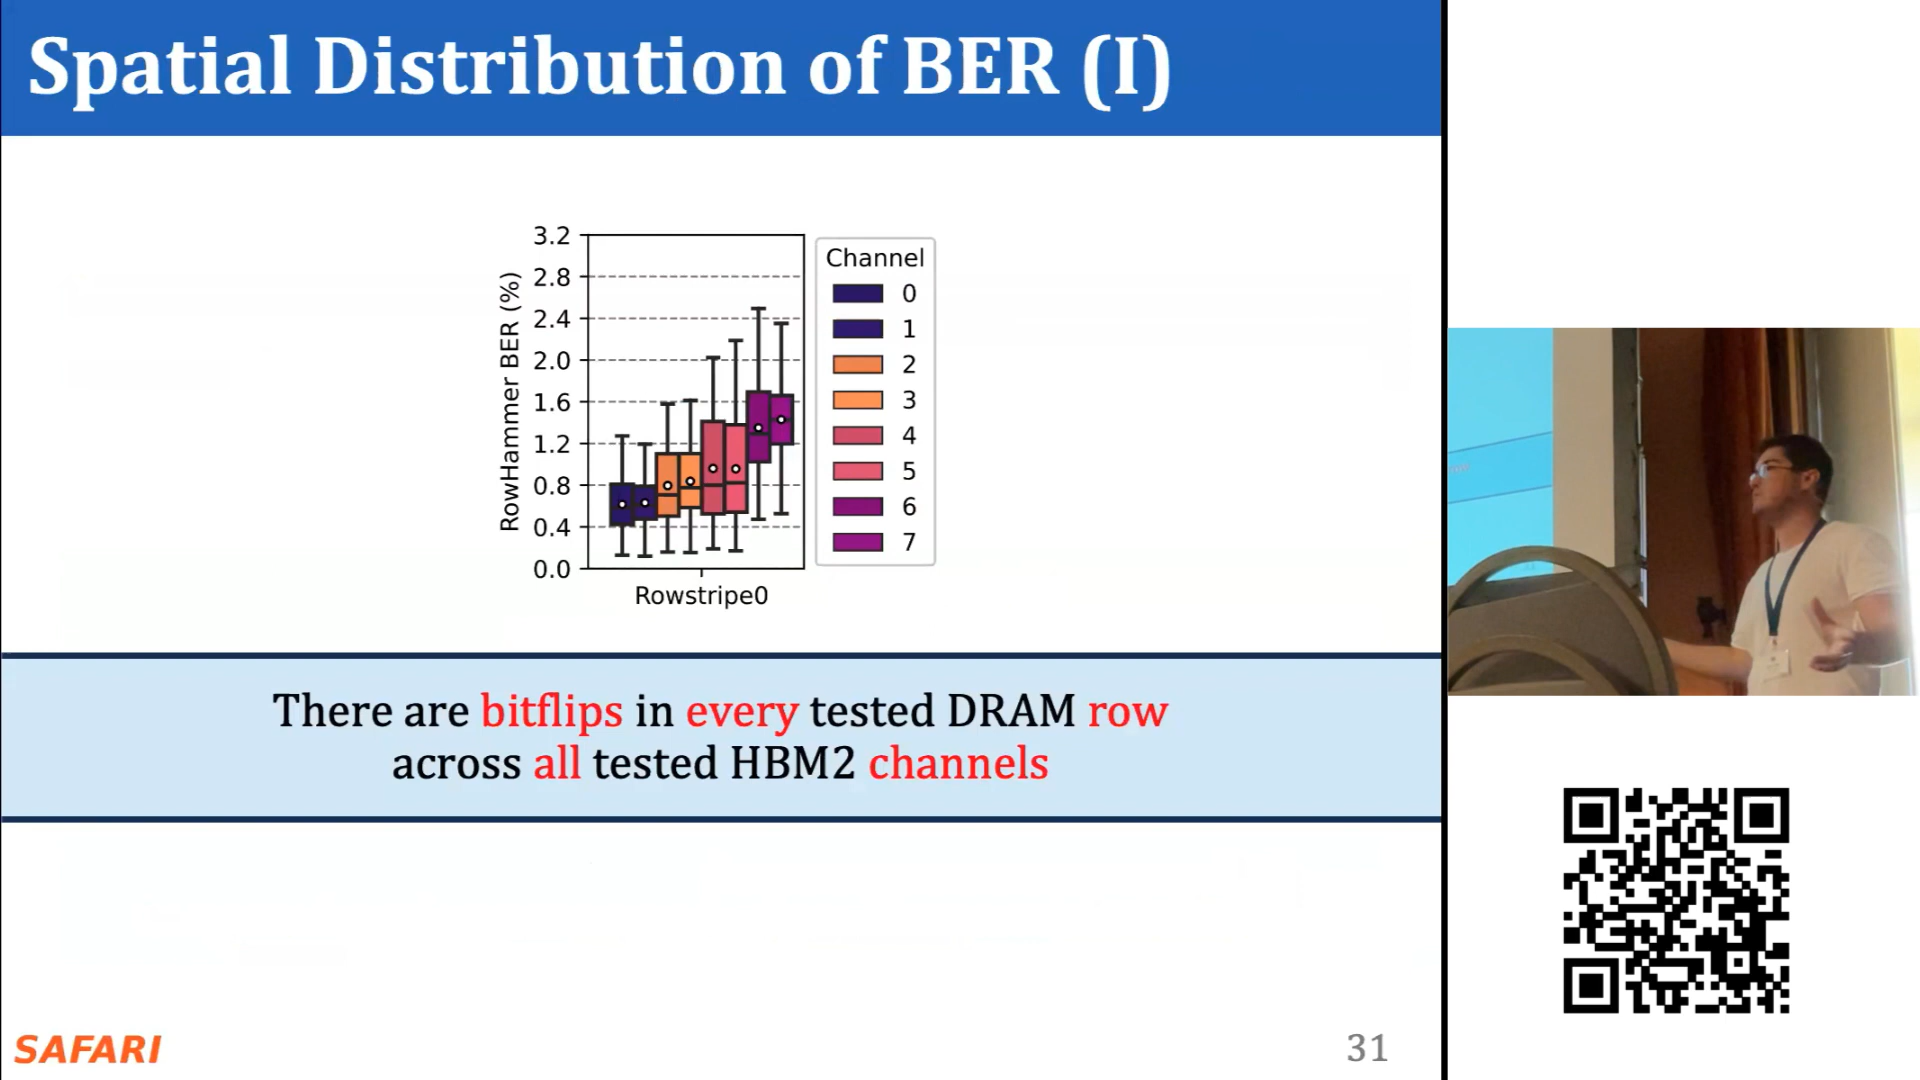 Spatial Distribution of BER (I)
RowHammer BER (%)
3.2
2.8
2.4
2.0
1.6
1.2
0.8
0.4
0.0
Rowstripe0
Channel
0
1
2
3
4
5
6
7
There are bitflips in every tested DRAM row
across all tested HBM2 channels
SAFARI
31